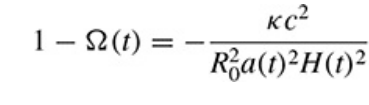 1 − Ω(t) = − κc² / R₀²a(t)²H(t)²